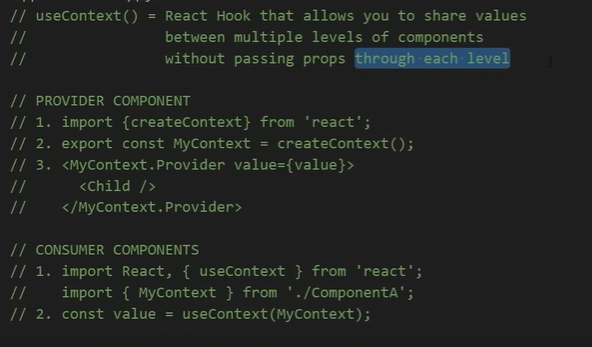 // useContext() = React Hook that allows you to share values
//                between multiple levels of components
//                without passing props through each level
// PROVIDER COMPONENT
// 1. import {createContext} from 'react';
// 2. export const MyContext = createContext();
// 3. <MyContext.Provider value={value}>
//      <Child />
//    </MyContext.Provider>
// CONSUMER COMPONENTS
// 1. import React, { useContext } from 'react';
//    import { MyContext } from './ComponentA';
// 2. const value = useContext(MyContext);